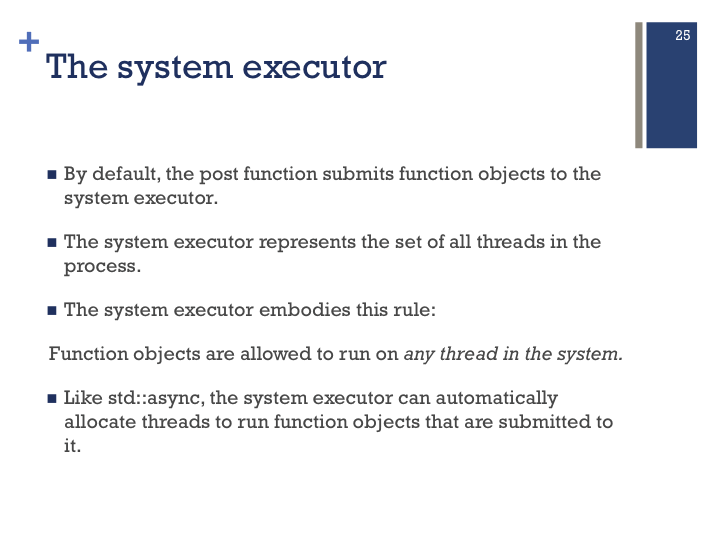 25
+
The system executor
■ By default, the post function submits function objects to the
system executor.
■ The system executor represents the set of all threads in the
process.
■ The system executor embodies this rule:
Function objects are allowed to run on any thread in the system.
■ Like std::async, the system executor can automatically
allocate threads to run function objects that are submitted to
it.